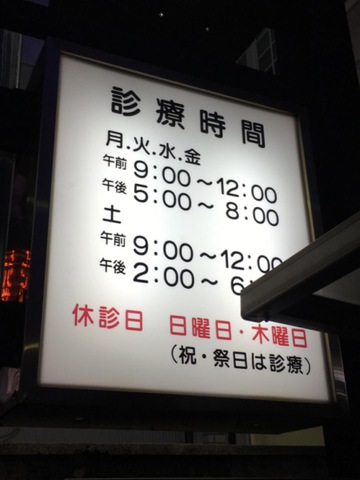 診療時間
月.火.水.金
午前 9:00～12:00
午後 5:00～8:00
土
午前 9:00～12:00
午後 2:00～6
休診日 日曜日・木曜日
(祝・祭日は診療)